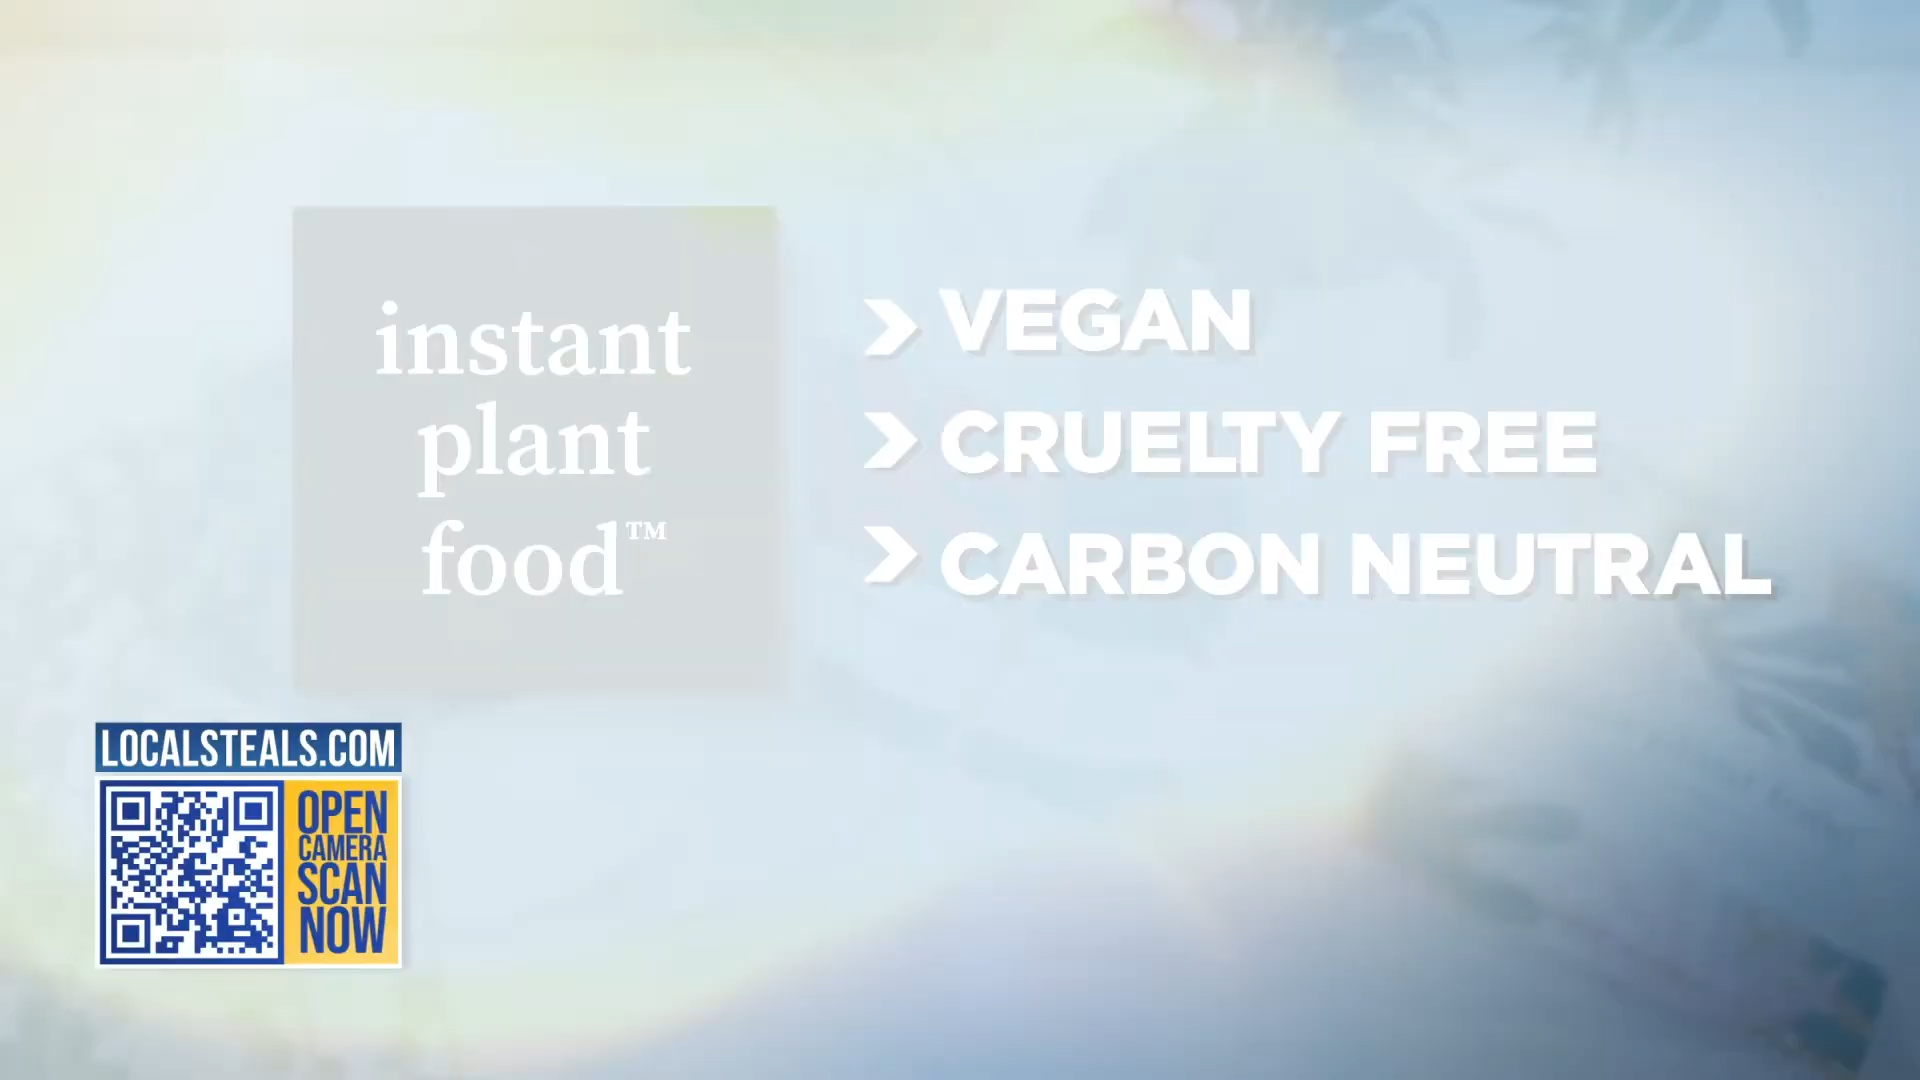 instant
plant
food™
VEGAN
CRUELTY FREE
CARBON NEUTRAL
LOCALSTEALS.COM
OPEN
CAMERA
SCAN
NOW